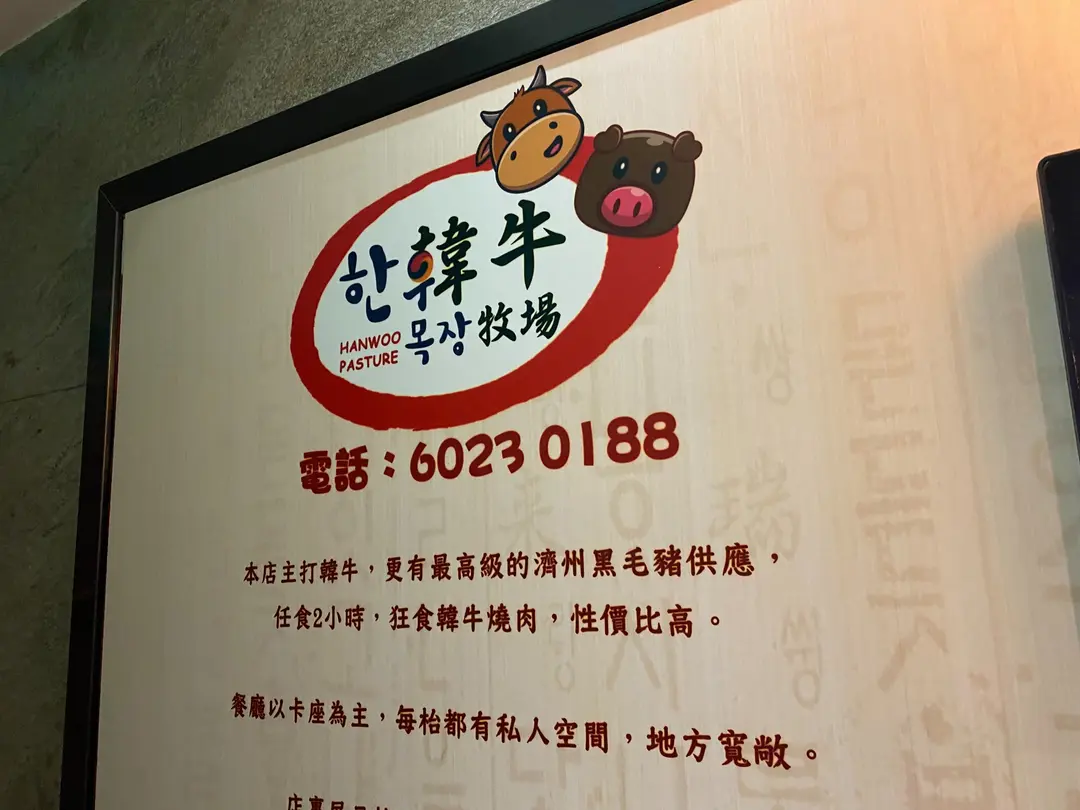 한韓牛
HANWOO PASTURE
목장牧場
電話：6023 0188
本店主打韓牛，更有最高級的濟州黑毛豬供應，
任食2小時，狂食韓牛燒肉，性價比高。
餐廳以卡座為主，每枱都有私人空間，地方寬敞。